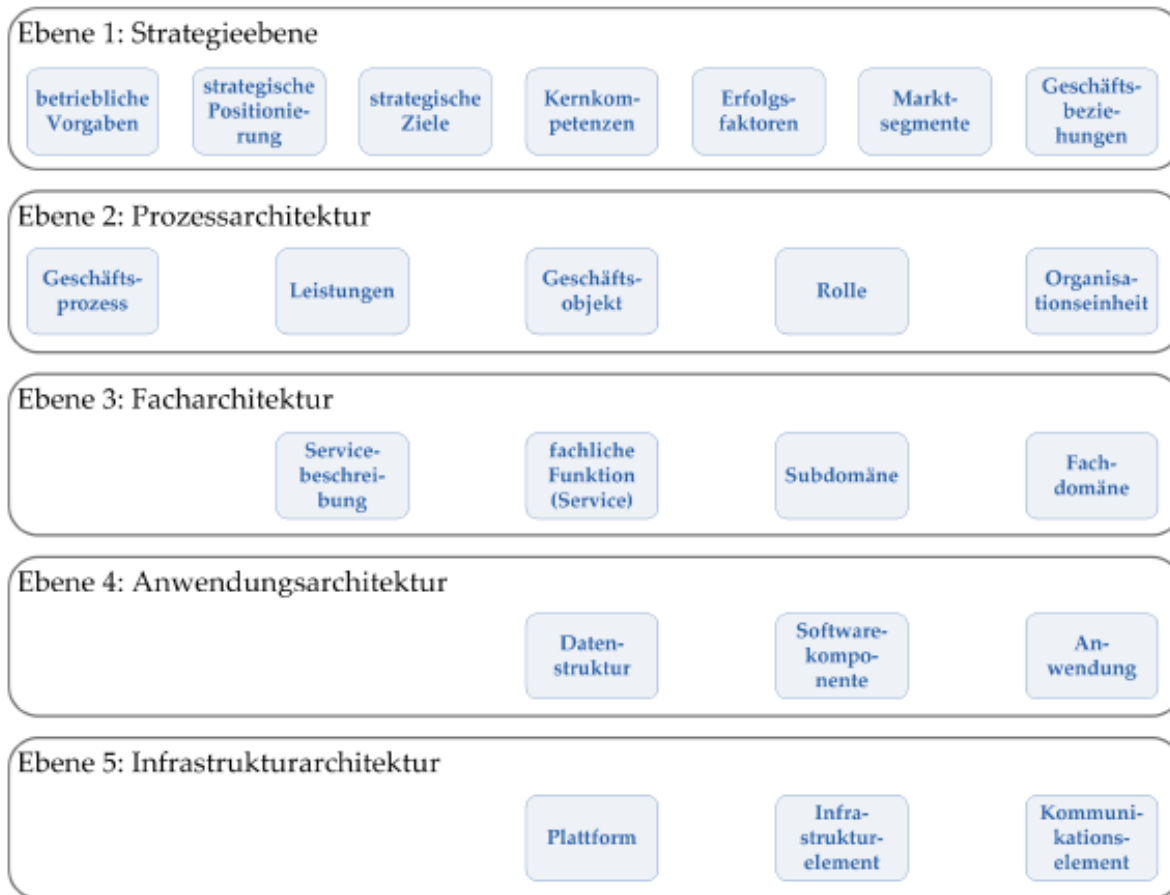 Ebene 1: Strategieebene
betriebliche
Vorgaben
strategische
Positionie-
rung
strategische
Ziele
Kernkom-
petenzen
Erfolgs-
faktoren
Markt-
segmente
Geschäfts-
bezie-
hungen
Ebene 2: Prozessarchitektur
Geschäfts-
prozess
Leistungen
Geschäfts-
objekt
Rolle
Organisa-
tionseinheit
Ebene 3: Facharchitektur
Service-
beschrei-
bung
fachliche
Funktion
(Service)
Subdomäne
Fach-
domäne
Ebene 4: Anwendungsarchitektur
Daten-
struktur
Software-
kompo-
nente
An-
wendung
Ebene 5: Infrastrukturarchitektur
Plattform
Infra-
struktur-
element
Kommuni-
kations-
element